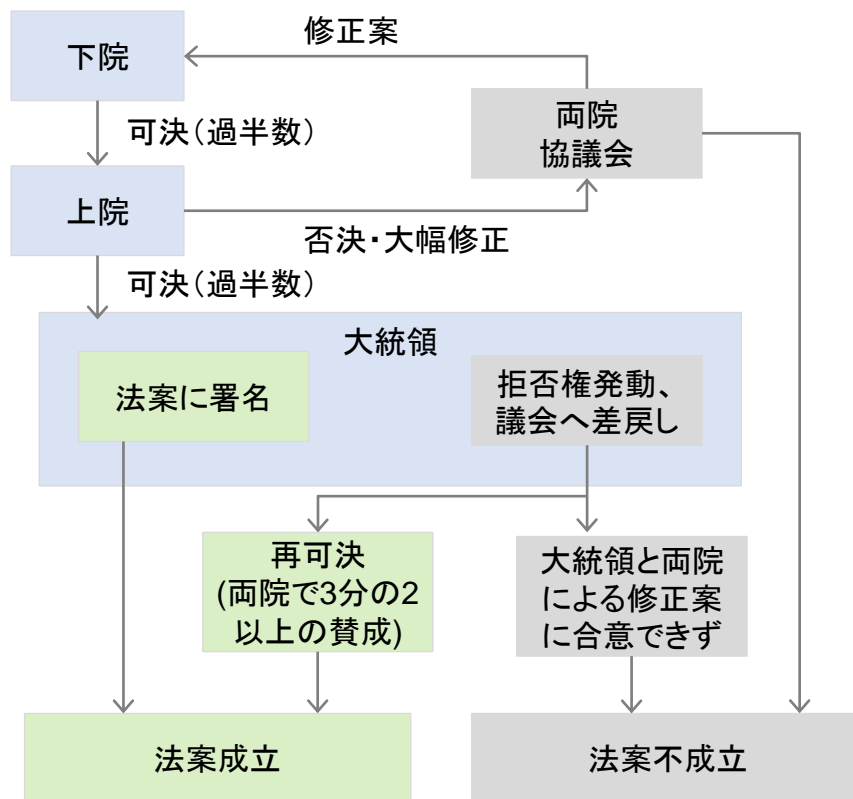 修正案
下院
両院
協議会
可決（過半数）
上院
否決・大幅修正
可決（過半数）
大統領
法案に署名
拒否権発動、
議会へ差戻し
再可決
(両院で3分の2
以上の賛成)
大統領と両院
による修正案
に合意できず
法案成立
法案不成立